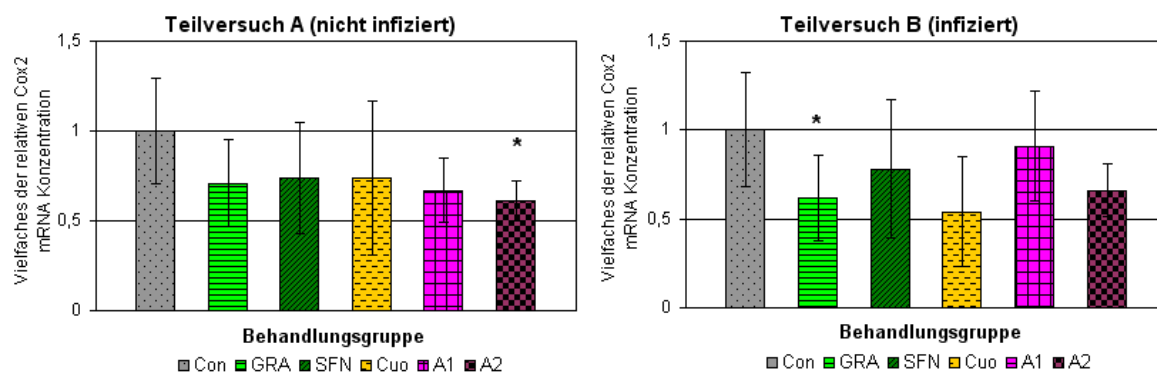 Teilversuch A (nicht infiziert)
Vielfaches der relativen Cox2
mRNA Konzentration
1,5
1
0,5
0
*
Behandlungsgruppe
Con GRA SFN Cuo A1 A2
Teilversuch B (infiziert)
Vielfaches der relativen Cox2
mRNA Konzentration
1,5
1
0,5
0
*
Behandlungsgruppe
Con GRA SFN Cuo A1 A2